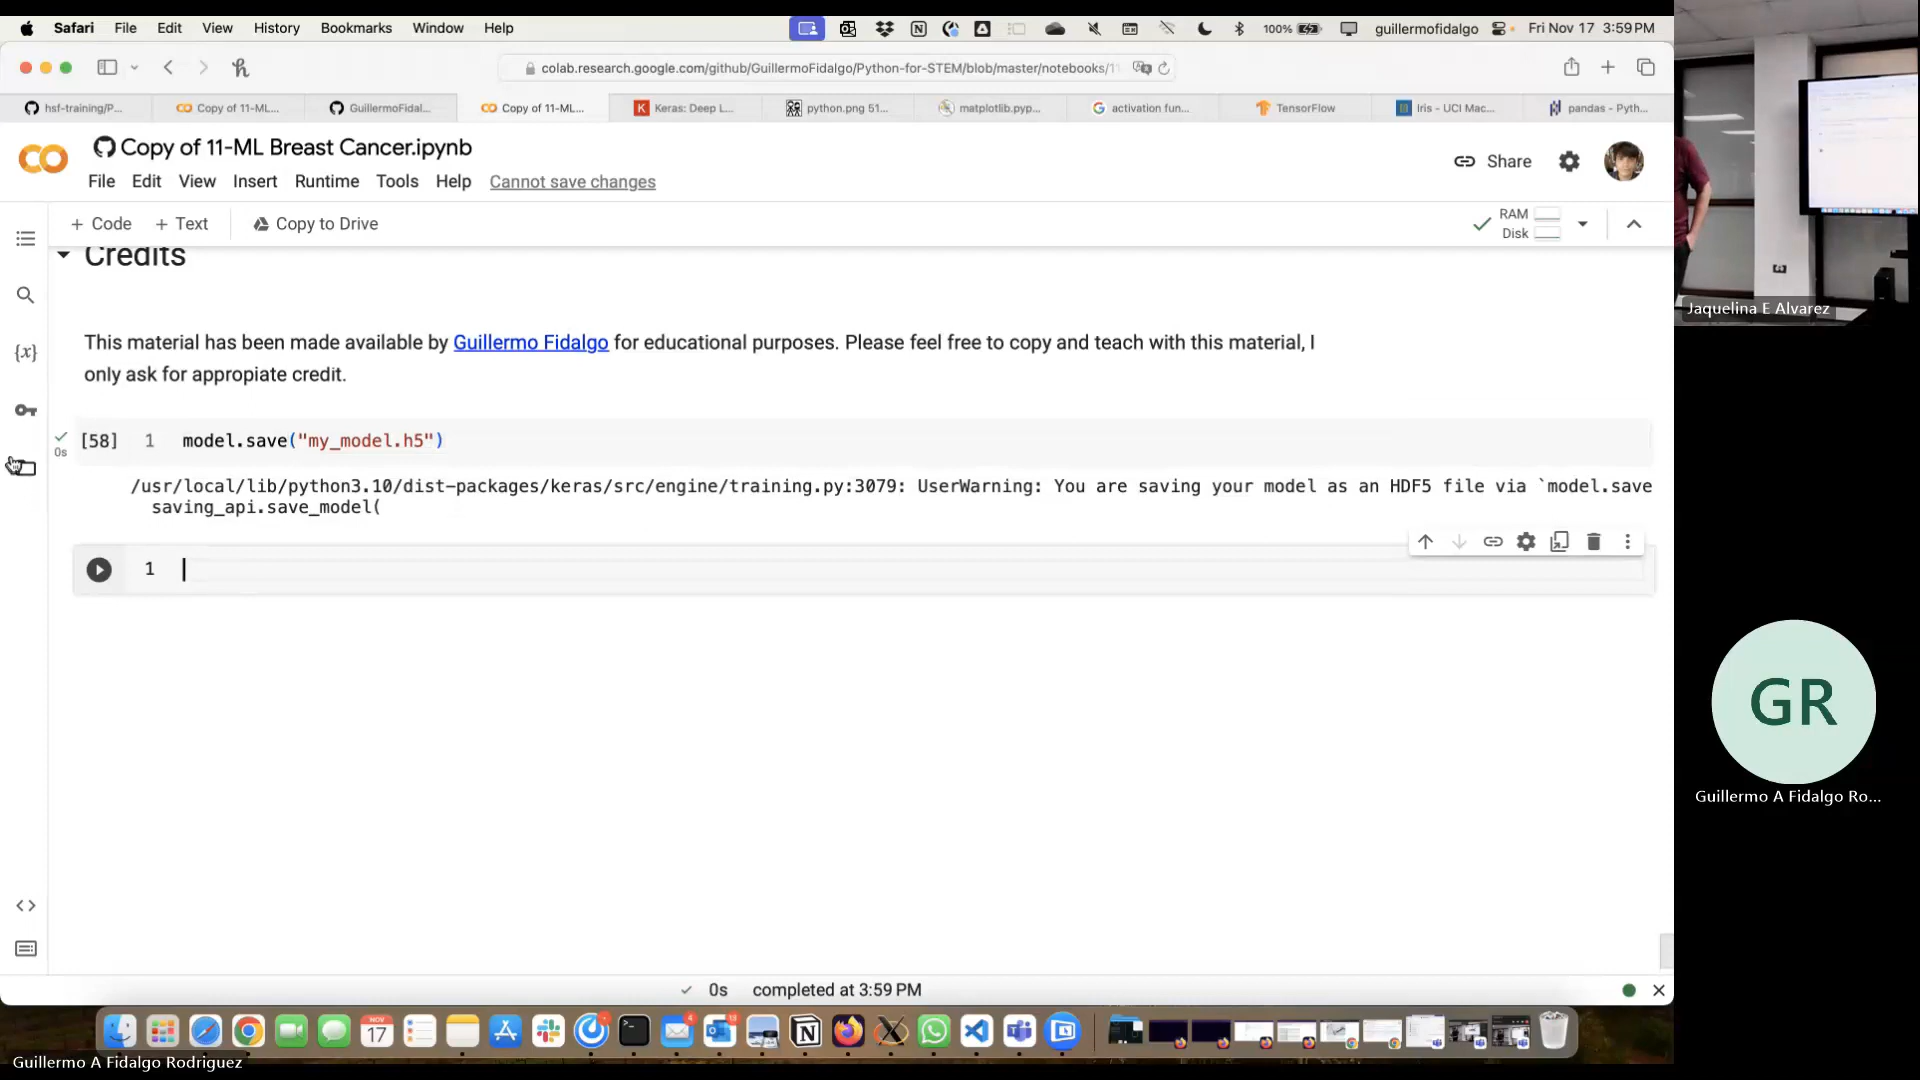 Safari File Edit View History Bookmarks Window Help 100% guillermofidalgo Fri Nov 17 3:59 PM
colab.research.google.com/github/GuillermoFidalgo/Python-for-STEM/blob/master/notebooks/1
hsf-training/P... Copy of 11-ML... GuillermoFidal... Copy of 11-ML... Keras: Deep L... python.png 51... matplotlib.pyp... activation fun... TensorFlow Iris - UCI Mac... pandas - Pyth...
Copy of 11-ML Breast Cancer.ipynb
File Edit View Insert Runtime Tools Help Cannot save changes
Share
+ Code + Text Copy to Drive
RAM
Disk
Credits
This material has been made available by Guillermo Fidalgo for educational purposes. Please feel free to copy and teach with this material, I
only ask for appropiate credit.
[58] 1 model.save("my_model.h5")
0s
/usr/local/lib/python3.10/dist-packages/keras/src/engine/training.py:3079: UserWarning: You are saving your model as an HDF5 file via `model.save
saving_api.save_model(
1
{x}
0s completed at 3:59 PM
NOV
17
Guillermo A Fidalgo Rodriguez
Jaquelina E Alvarez
GR
Guillermo A Fidalgo Ro...